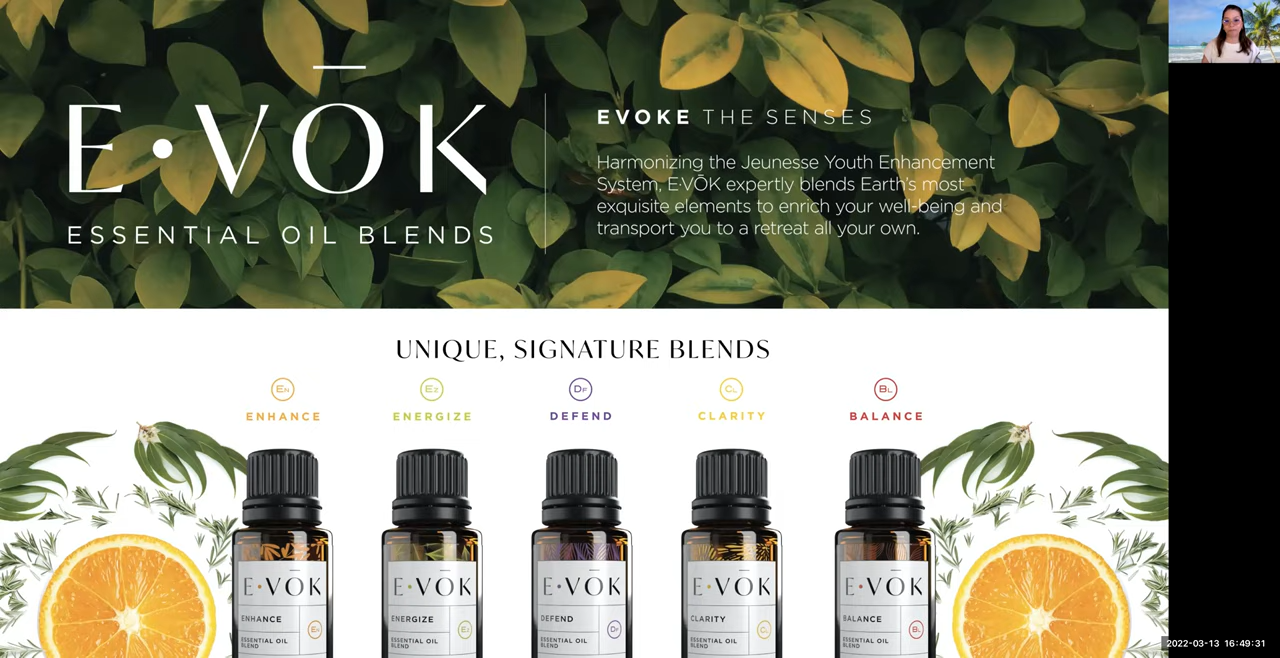 E·VŌK
ESSENTIAL OIL BLENDS
EVOKE THE SENSES
Harmonizing the Jeunesse Youth Enhancement
System, E·VŌK expertly blends Earth's most
exquisite elements to enrich your well-being and
transport you to a retreat all your own.
UNIQUE, SIGNATURE BLENDS
EN
ENHANCE
EZ
ENERGIZE
DF
DEFEND
CL
CLARITY
BL
BALANCE
E·VŌK
ENHANCE
EN
ESSENTIAL OIL
BLEND
E·VŌK
ENERGIZE
EZ
ESSENTIAL OIL
BLEND
E·VŌK
DEFEND
DF
ESSENTIAL OIL
BLEND
E·VŌK
CLARITY
CL
ESSENTIAL OIL
BLEND
E·VŌK
BALANCE
BL
ESSENTIAL OIL
BLEND
2022-03-13 16:49:31